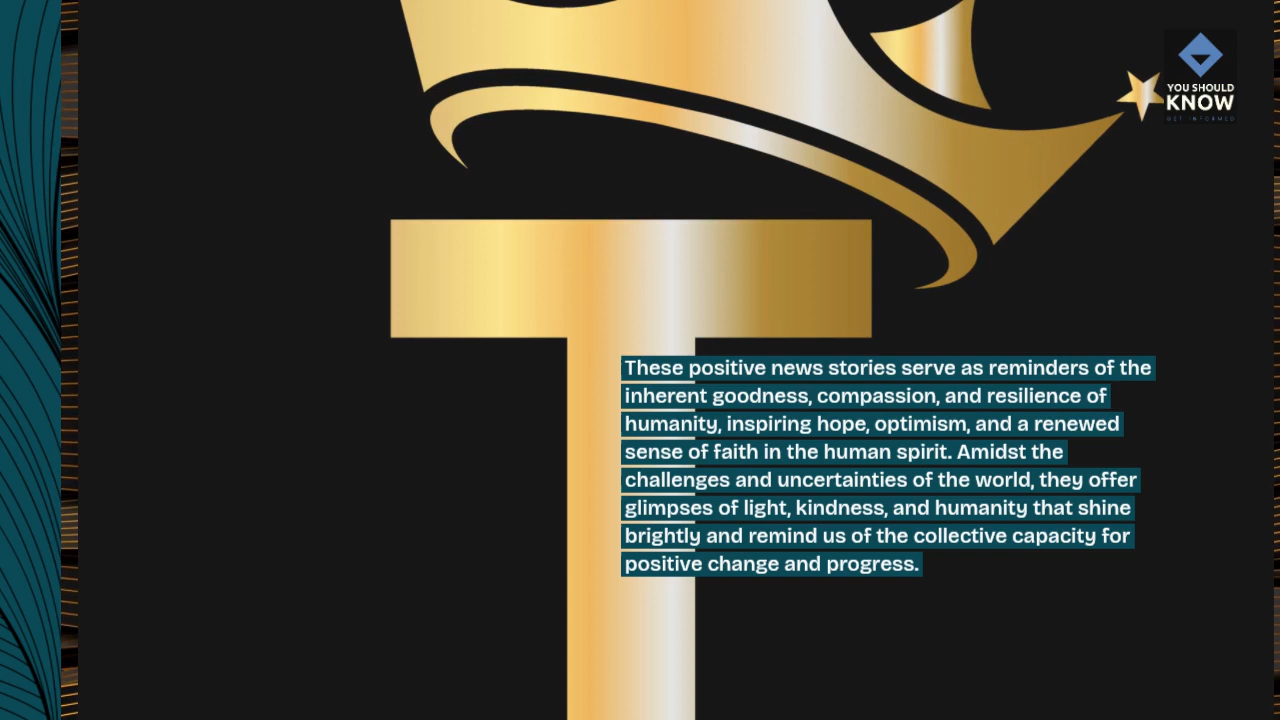 YOU SHOULD
KNOW
GET INFORMED
T
These positive news stories serve as reminders of the
inherent goodness, compassion, and resilience of
humanity, inspiring hope, optimism, and a renewed
sense of faith in the human spirit. Amidst the
challenges and uncertainties of the world, they offer
glimpses of light, kindness, and humanity that shine
brightly and remind us of the collective capacity for
positive change and progress.